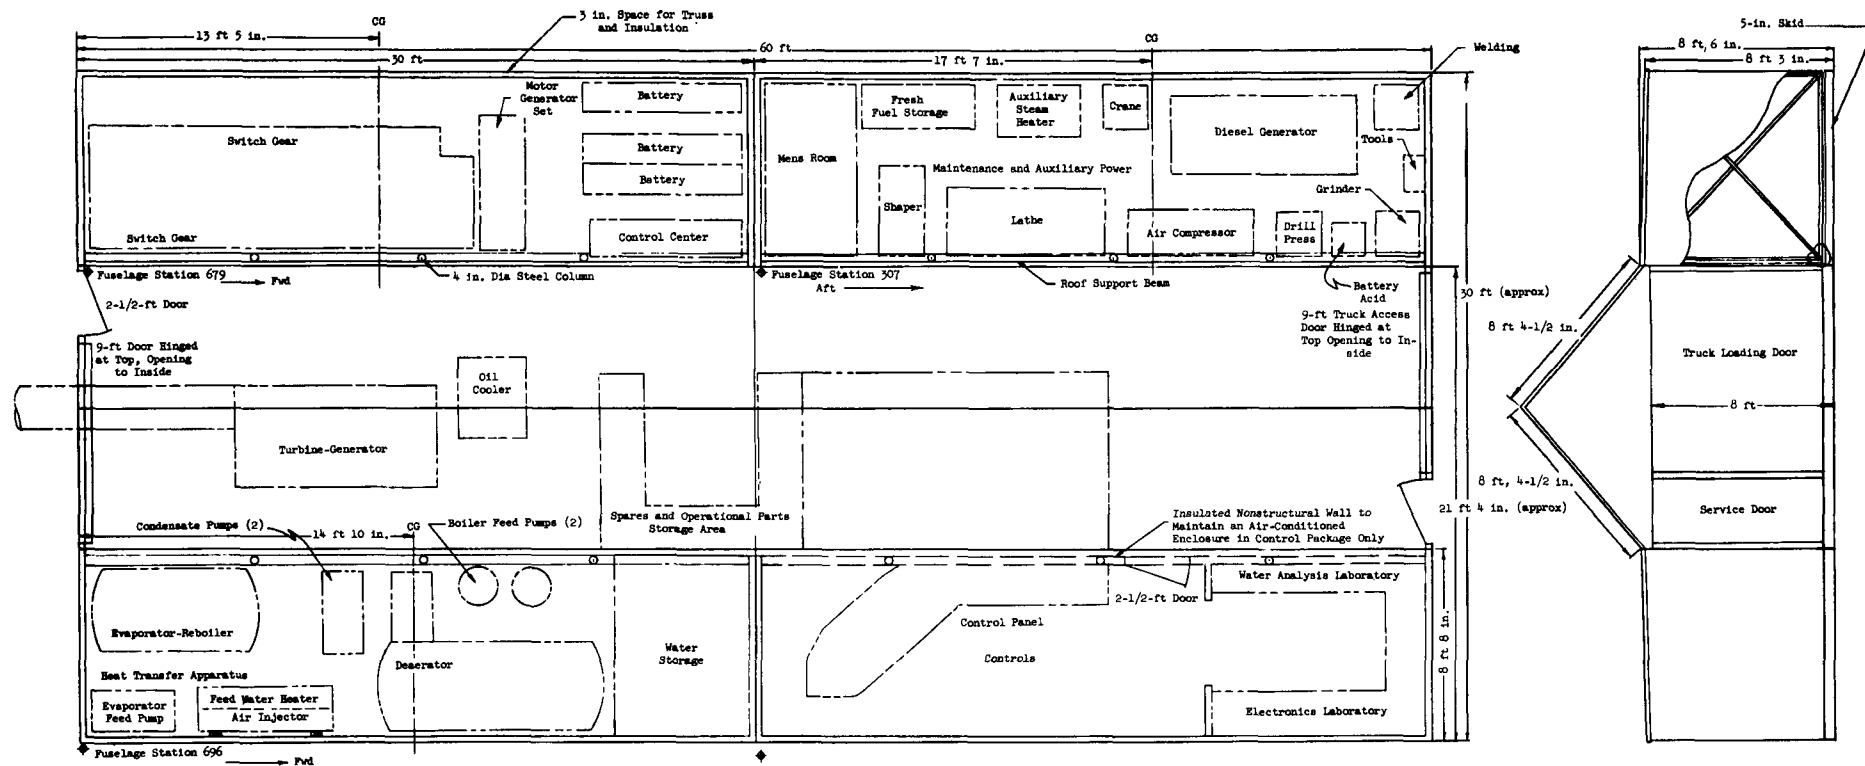 CG
3 in. Space for Truss
and Insulation
13 ft 5 in.
60 ft
CG
30 ft
17 ft 7 in.
Welding
5-in. Skid
8 ft, 6 in.
8 ft 3 in.
Motor
Generator
Set
Battery
Battery
Battery
Switch Gear
Switch Gear
Control Center
Mens Room
Fresh
Fuel Storage
Auxiliary
Steam
Heater
Crane
Diesel Generator
Tools
Maintenance and Auxiliary Power
Grinder
Shaper
Lathe
Air Compressor
Drill
Press
Fuselage Station 679
Fwd
4 in. Dia Steel Column
Fuselage Station 307
Aft
Roof Support Beam
Battery
Acid
30 ft (approx)
2-1/2-ft Door
9-ft Door Hinged
at Top, Opening
to Inside
9-ft Truck Access
Door Hinged at
Top Opening to In-
side
8 ft 4-1/2 in.
Truck Loading Door
8 ft
Oil
Cooler
Turbine-Generator
8 ft, 4-1/2 in.
21 ft 4 in. (approx)
Service Door
Spares and Operational Parts
Storage Area
Condensate Pumps (2)
14 ft 10 in.
CG
Boiler Feed Pumps (2)
Insulated Nonstructural Wall to
Maintain an Air-Conditioned
Enclosure in Control Package Only
Evaporator-Reboiler
Deaerator
Water
Storage
2-1/2-ft Door
Water Analysis Laboratory
Control Panel
Controls
8 ft 8 in.
Heat Transfer Apparatus
Evaporator
Feed Pump
Feed Water Heater
Air Injector
Electronics Laboratory
Fuselage Station 696
Fwd